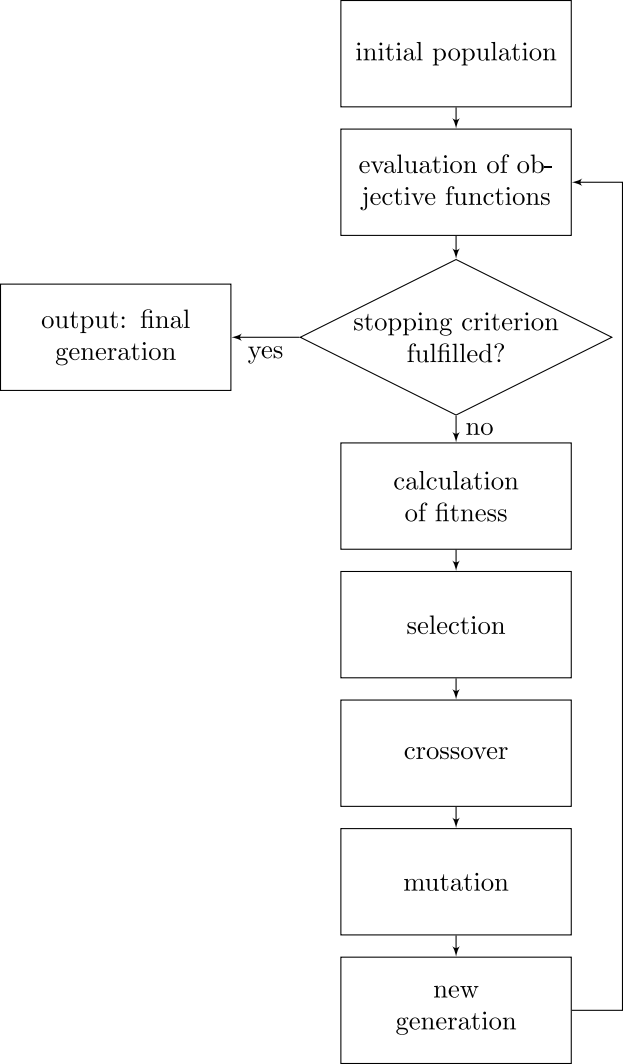 initial population
evaluation of ob-
jective functions
stopping criterion
fulfilled?
output: final
generation
yes
no
calculation
of fitness
selection
crossover
mutation
new
generation